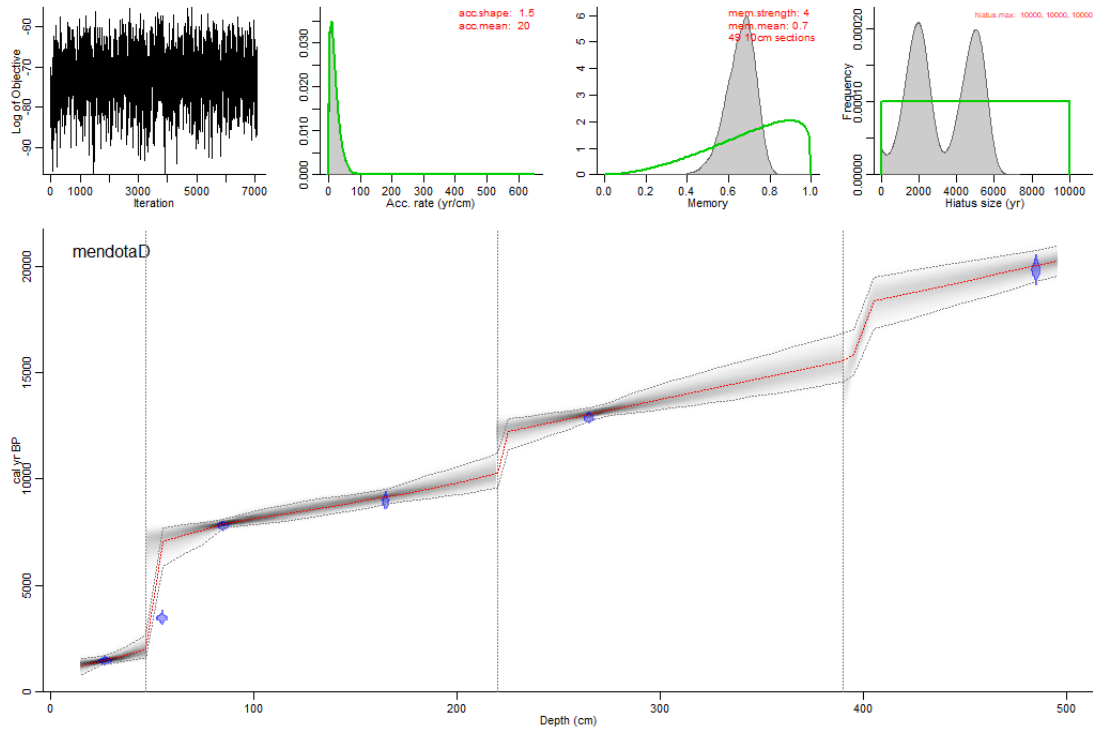 acc.shape: 1.5
acc.mean: 20
mem.strength: 4
mem.mean: 0.7
49 10cm sections
hiatus.max: 10000, 10000, 10000
Log of Objective
-60
-70
-80
-90
0 1000 3000 5000 7000
Iteration
0.030
0.015
0.000
0 100 200 300 400 500 600
Acc. rate (yr/cm)
6
5
4
3
2
1
0
0.0 0.2 0.4 0.6 0.8 1.0
Memory
Frequency
0.00020
0.00010
0.00000
0 2000 4000 6000 8000 10000
Hiatus size (yr)
mendotaD
cal yr BP
20000
15000
10000
5000
0
0 100 200 300 400 500
Depth (cm)